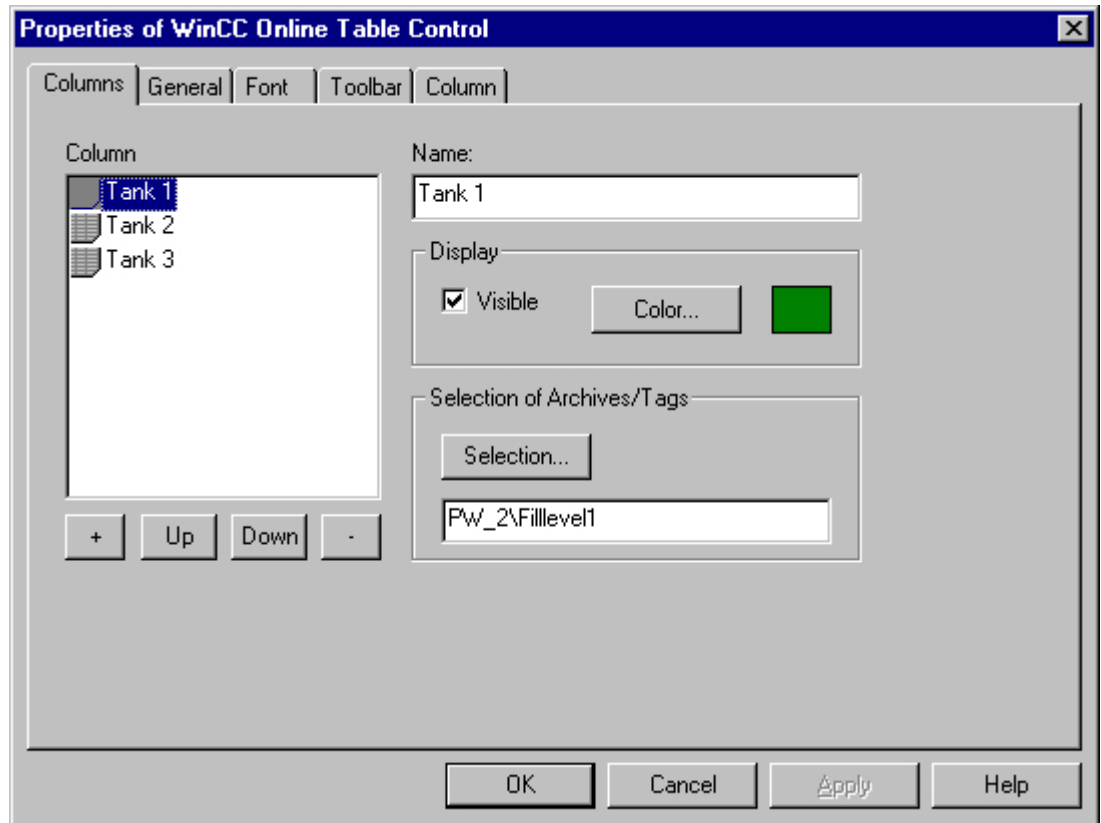 Properties of WinCC Online Table Control
Columns General Font Toolbar Column
Column
Tank 1
Tank 2
Tank 3
+ Up Down -
Name:
Tank 1
Display
Visible Color...
Selection of Archives/Tags
Selection...
PW_2\Filllevel1
OK Cancel Apply Help